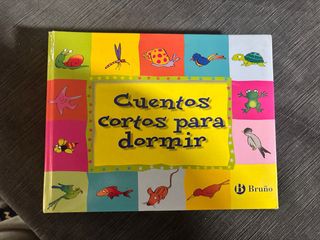 Cuentos
cortos para
dormir
B Bruño